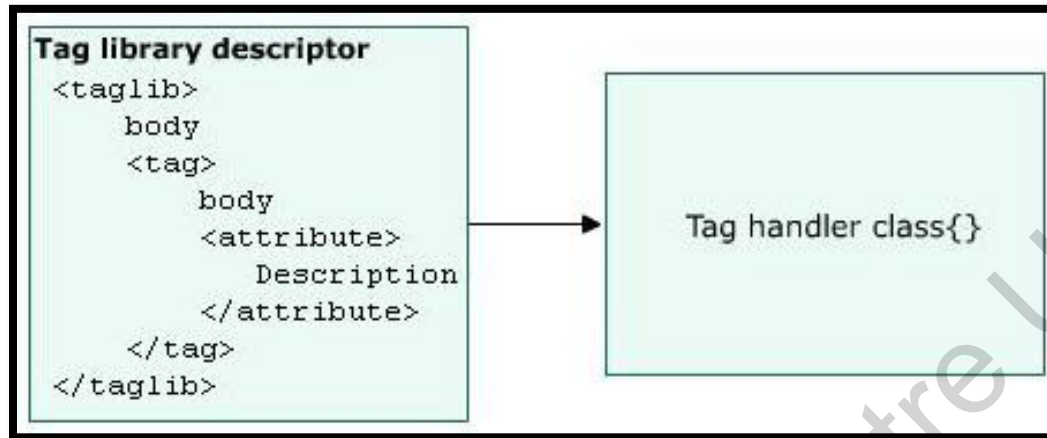 Tag library descriptor
<taglib>
body
<tag>
body
<attribute>
Description
</attribute>
</tag>
</taglib>
Tag handler class{}